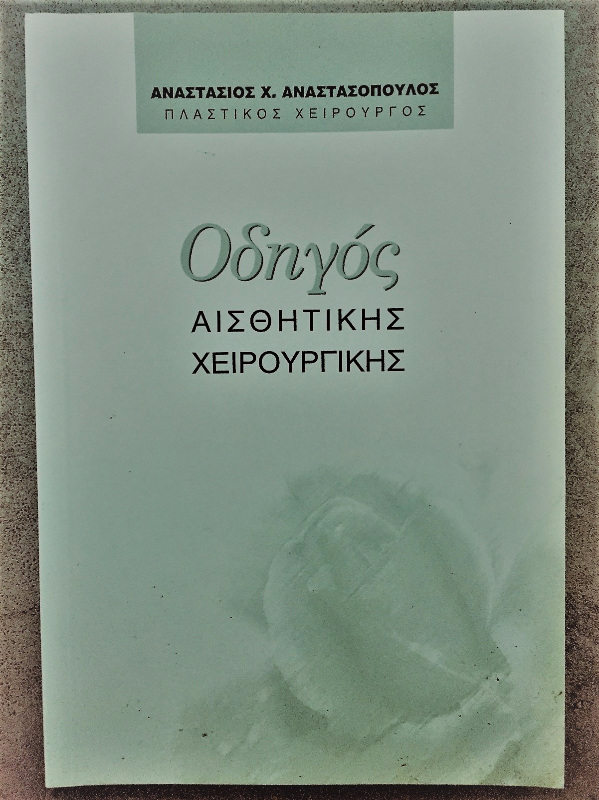 ΑΝΑΣΤΑΣΙΟΣ Χ. ΑΝΑΣΤΑΣΟΠΟΥΛΟΣ
ΠΛΑΣΤΙΚΟΣ ΧΕΙΡΟΥΡΓΟΣ
Οδηγός
ΑΙΣΘΗΤΙΚΗΣ
ΧΕΙΡΟΥΡΓΙΚΗΣ